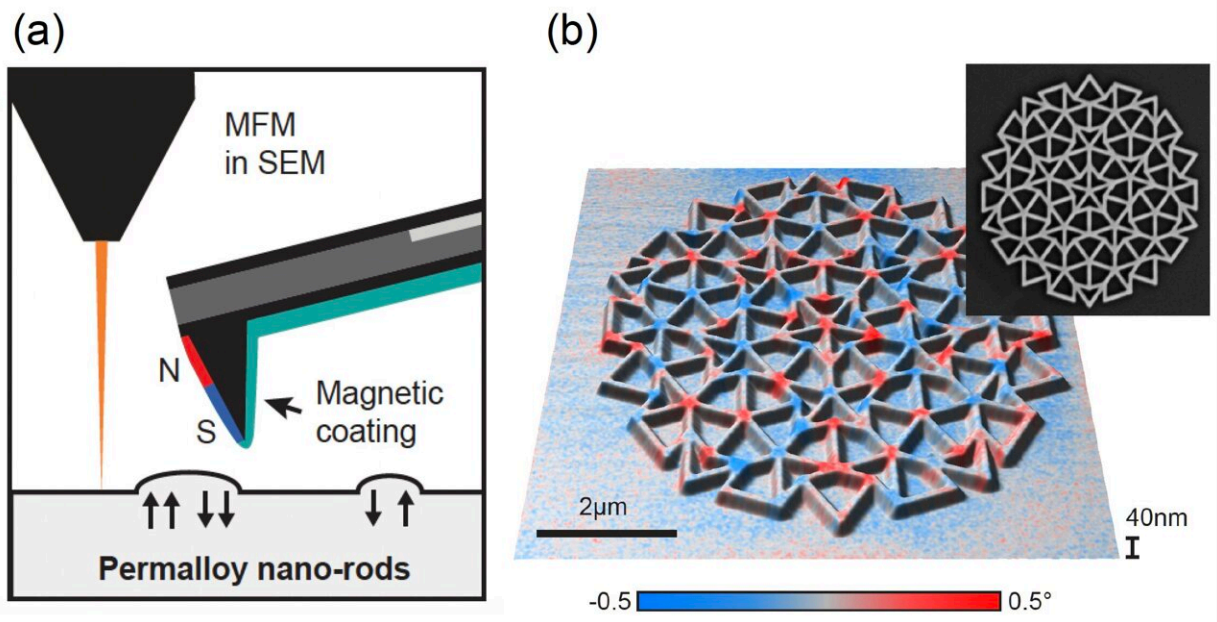 (a)
MFM
in SEM
N
S
Magnetic
coating
Permalloy nano-rods
(b)
2μm
40nm
-0.5
0.5°